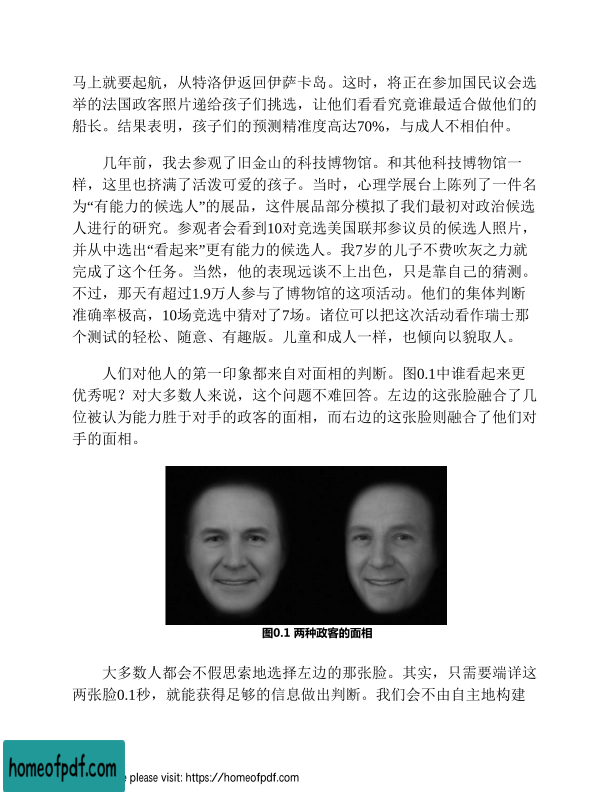 马上就要起航，从特洛伊返回伊萨卡岛。这时，将正在参加国民议会选
举的法国政客照片递给孩子们挑选，让他们看看究竟谁最适合做他们的
船长。结果表明，孩子们的预测精准度高达70%，与成人不相伯仲。
几年前，我去参观了旧金山的科技博物馆。和其他科技博物馆一
样，这里也挤满了活泼可爱的孩子。当时，心理学展台上陈列了一件名
为“有能力的候选人”的展品，这件展品部分模拟了我们最初对政治候选
人进行的研究。参观者会看到10对竞选美国联邦参议员的候选人照片，
并从中选出“看起来”更有能力的候选人。我7岁的儿子不费吹灰之力就
完成了这个任务。当然，他的表现远谈不上出色，只是靠自己的猜测。
不过，那天有超过1.9万人参与了博物馆的这项活动。他们的集体判断
准确率极高，10场竞选中猜对了7场。诸位可以把这次活动看作瑞士那
个测试的轻松、随意、有趣版。儿童和成人一样，也倾向以貌取人。
人们对他人的第一印象都来自对面相的判断。图0.1中谁看起来更
优秀呢？对大多数人来说，这个问题不难回答。左边的这张脸融合了几
位被认为能力胜于对手的政客的面相，而右边的这张脸则融合了他们对
手的面相。
图0.1 两种政客的面相
大多数人都会不假思索地选择左边的那张脸。其实，只需要端详这
两张脸0.1秒，就能获得足够的信息做出判断。我们会不由自主地构建
homeofpdf.com
e please visit: https://homeofpdf.com